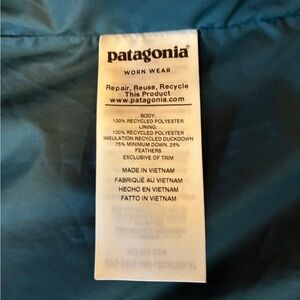 patagonia®
WORN WEAR
Repair, Reuse, Recycle
This Product
www.patagonia.com
BODY:
100% RECYCLED POLYESTER
LINING:
100% RECYCLED POLYESTER
INSULATION RECYCLED DUCKDOWN
75% MINIMUM DOWN, 25%
FEATHERS
EXCLUSIVE OF TRIM
MADE IN VIETNAM
FABRIQUÉ AU VIETNAM
HECHO EN VIETNAM
FATTO IN VIETNAM